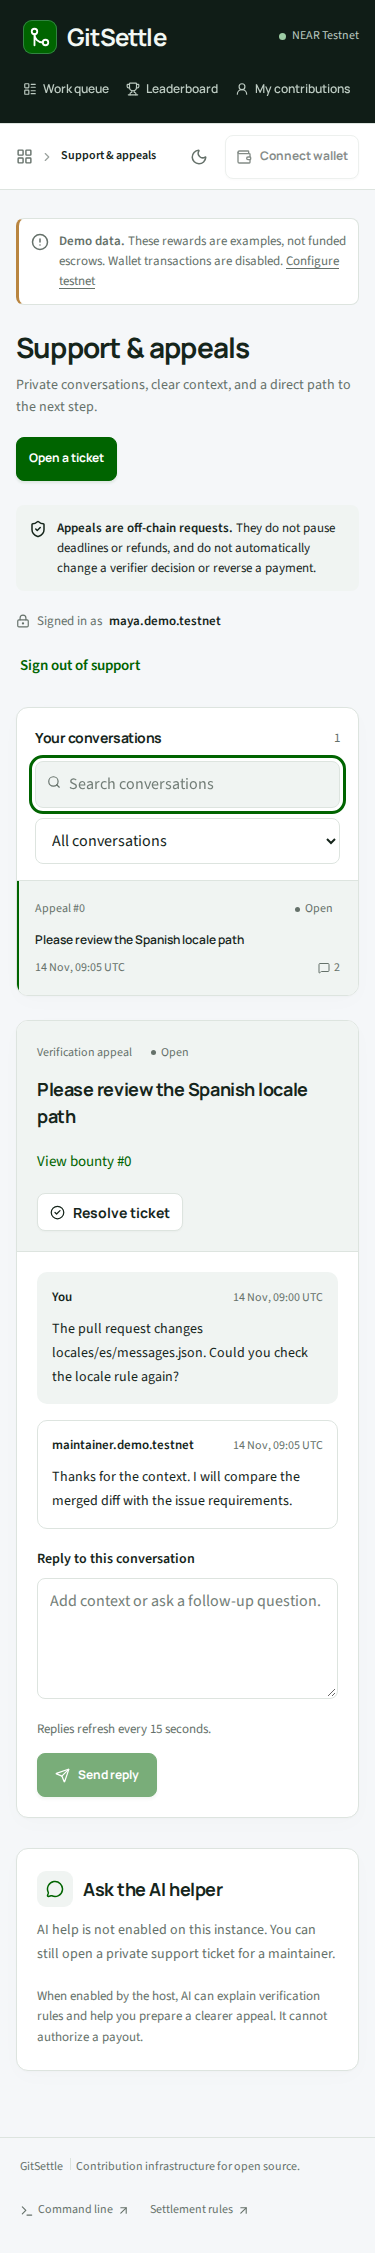 GitSettle
NEAR Testnet
Work queue
Leaderboard
My contributions
Support & appeals
Connect wallet
Demo data. These rewards are examples, not funded
escrows. Wallet transactions are disabled. Configure
testnet
Support & appeals
Private conversations, clear context, and a direct path to
the next step.
Open a ticket
Appeals are off-chain requests. They do not pause
deadlines or refunds, and do not automatically
change a verifier decision or reverse a payment.
Signed in as maya.demo.testnet
Sign out of support
Your conversations
1
Search conversations
All conversations
Appeal #0
Open
Please review the Spanish locale path
14 Nov, 09:05 UTC
2
Verification appeal
Open
Please review the Spanish locale
path
View bounty #0
Resolve ticket
You
14 Nov, 09:00 UTC
The pull request changes
locales/es/messages.json. Could you check
the locale rule again?
maintainer.demo.testnet
14 Nov, 09:05 UTC
Thanks for the context. I will compare the
merged diff with the issue requirements.
Reply to this conversation
Add context or ask a follow-up question.
Replies refresh every 15 seconds.
Send reply
Ask the AI helper
AI help is not enabled on this instance. You can
still open a private support ticket for a maintainer.
When enabled by the host, AI can explain verification
rules and help you prepare a clearer appeal. It cannot
authorize a payout.
GitSettle
Contribution infrastructure for open source.
Command line
Settlement rules